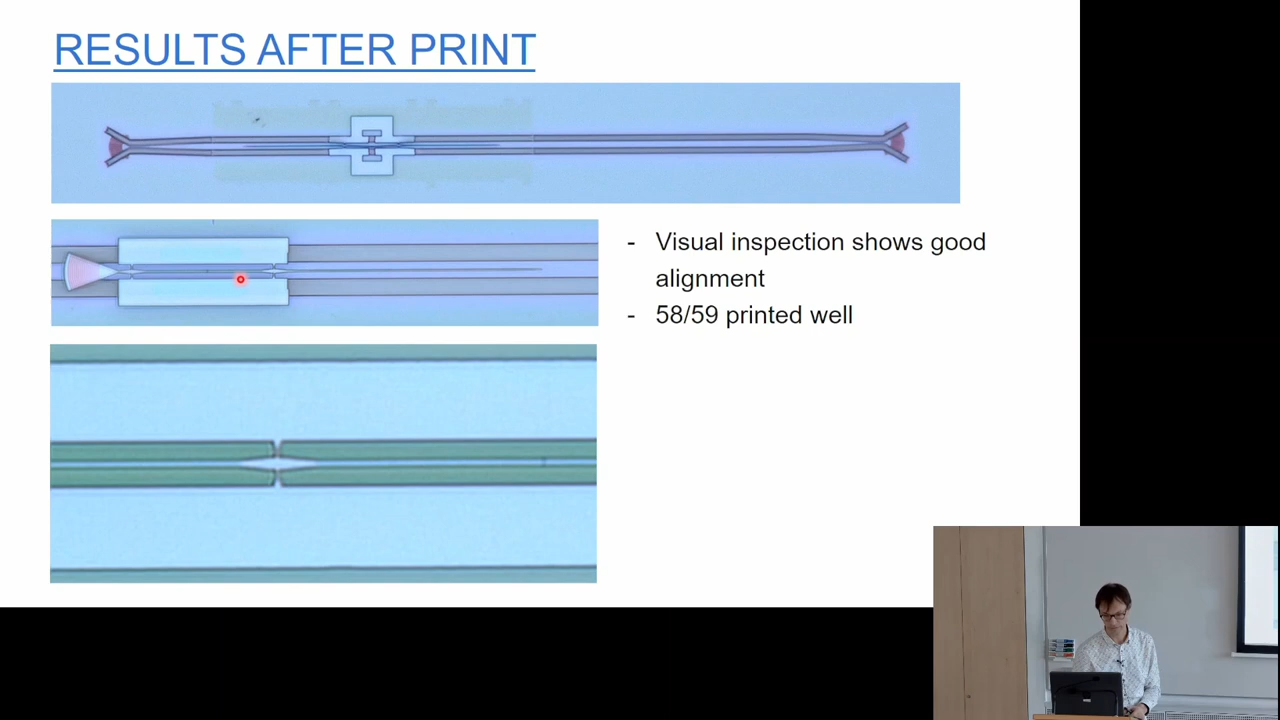 RESULTS AFTER PRINT
- Visual inspection shows good
alignment
- 58/59 printed well